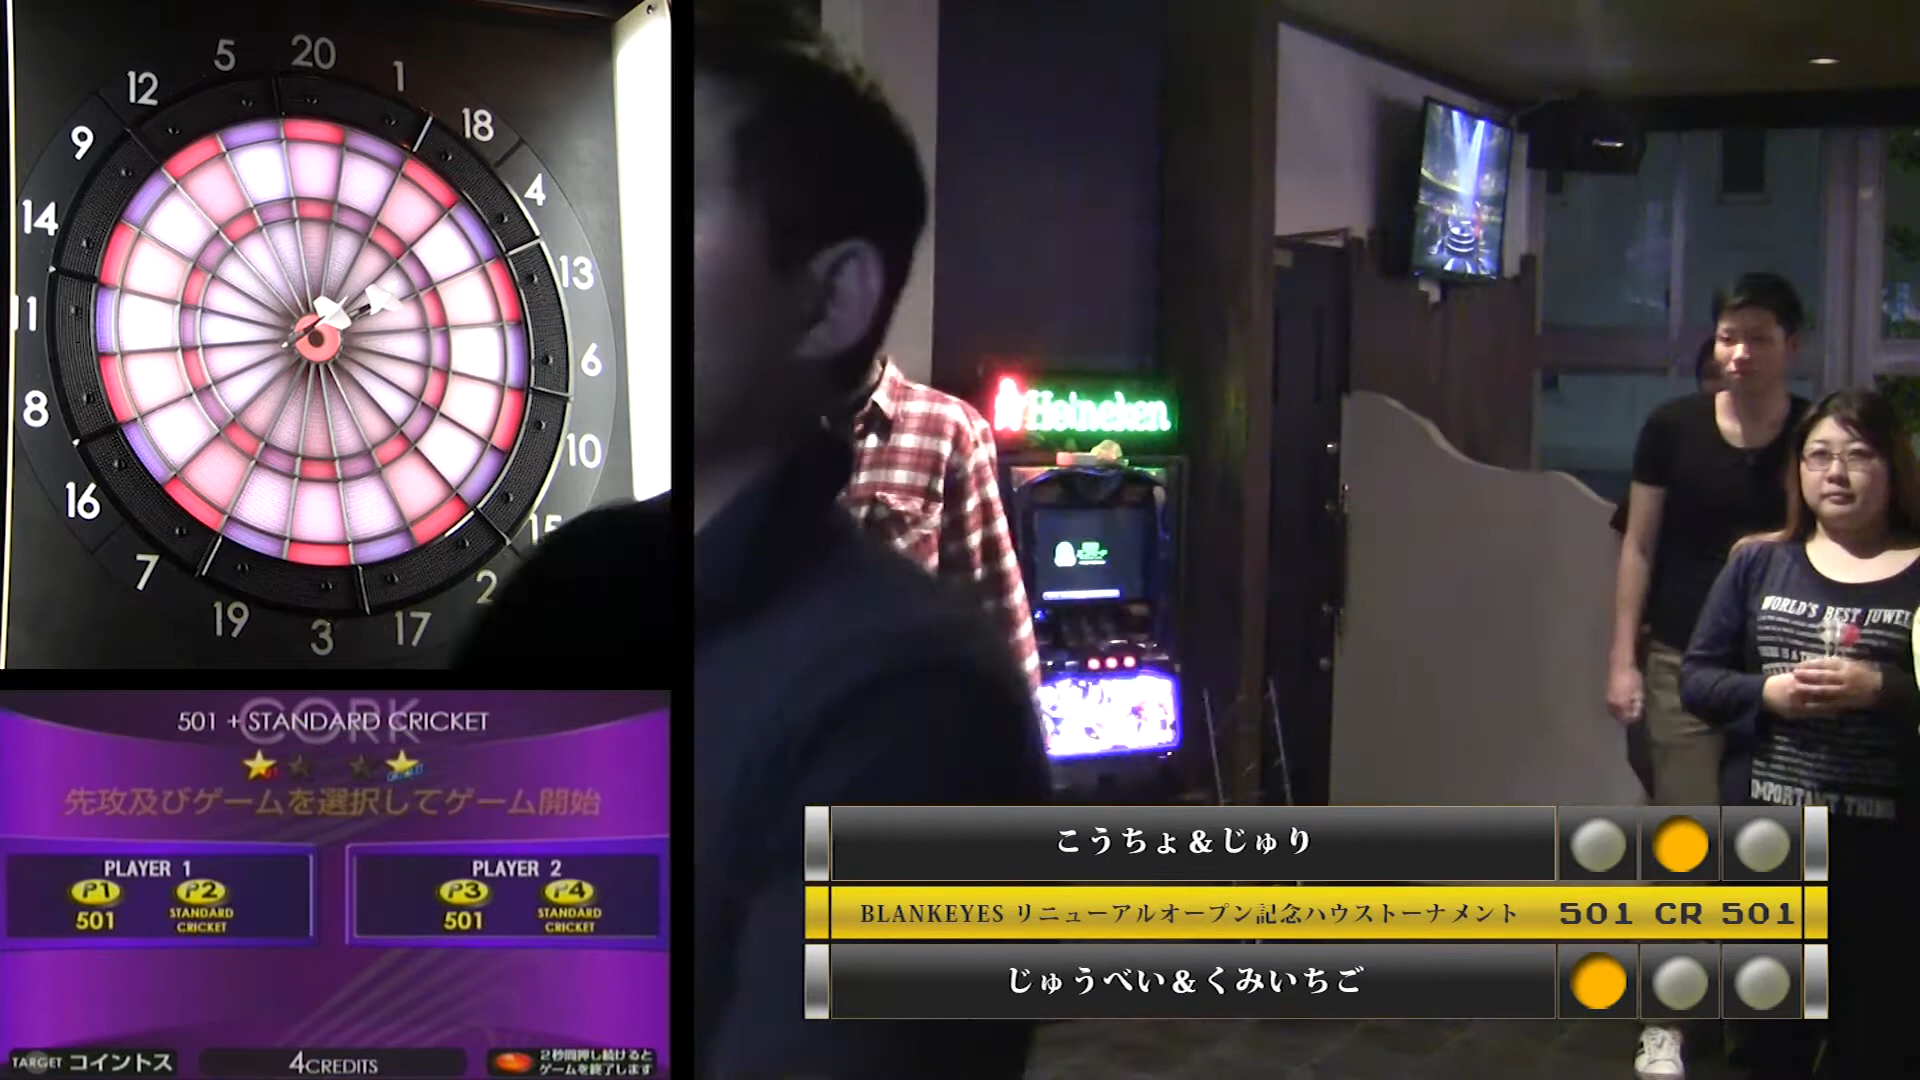 5 20 1
12 18
9 4
14 13
11 6
8 10
16 15
7 2
19 3 17
CORK
501 + STANDARD CRICKET
先攻及びゲームを選択してゲーム開始
PLAYER 1
P1 P2
501 STANDARD CRICKET
PLAYER 2
P3 P4
501 STANDARD CRICKET
TARGET コイントス
4CREDITS
2秒間押し続けると
ゲームを終了します
Heineken
WORLD'S BEST JUWE
IMPORTANT THING
こうちょ&じゅり
BLANKEYES リニューアルオープン記念ハウストーナメント 501 CR 501
じゅうべい&くみいちご